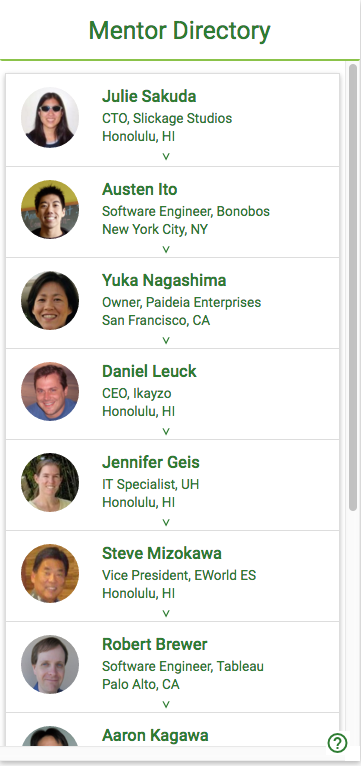 Mentor Directory
Julie Sakuda
CTO, Slickage Studios
Honolulu, HI
Austen Ito
Software Engineer, Bonobos
New York City, NY
Yuka Nagashima
Owner, Paideia Enterprises
San Francisco, CA
Daniel Leuck
CEO, Ikayzo
Honolulu, HI
Jennifer Geis
IT Specialist, UH
Honolulu, HI
Steve Mizokawa
Vice President, EWorld ES
Honolulu, HI
Robert Brewer
Software Engineer, Tableau
Palo Alto, CA
Aaron Kagawa
?